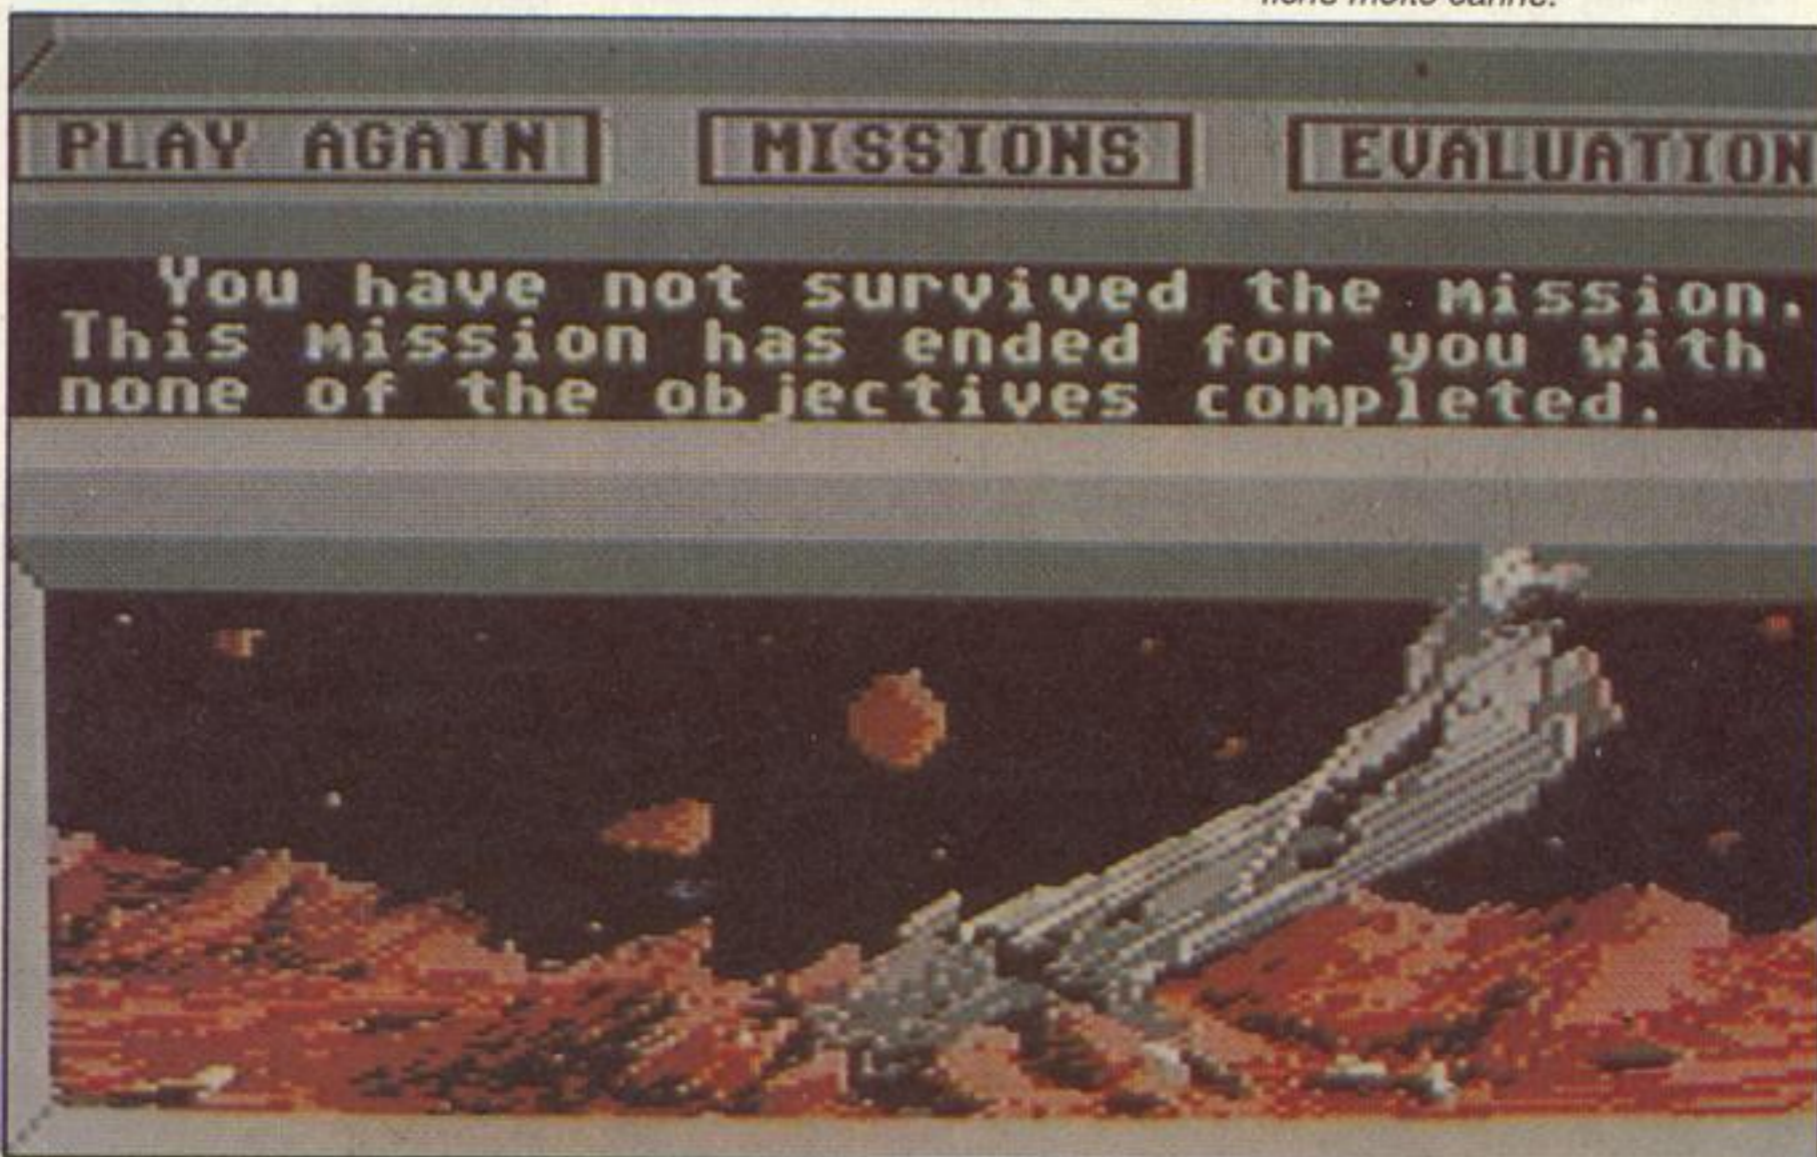 PLAY AGAIN MISSIONS EVALUATION
You have not survived the mission.
This mission has ended for you with
none of the objectives completed.